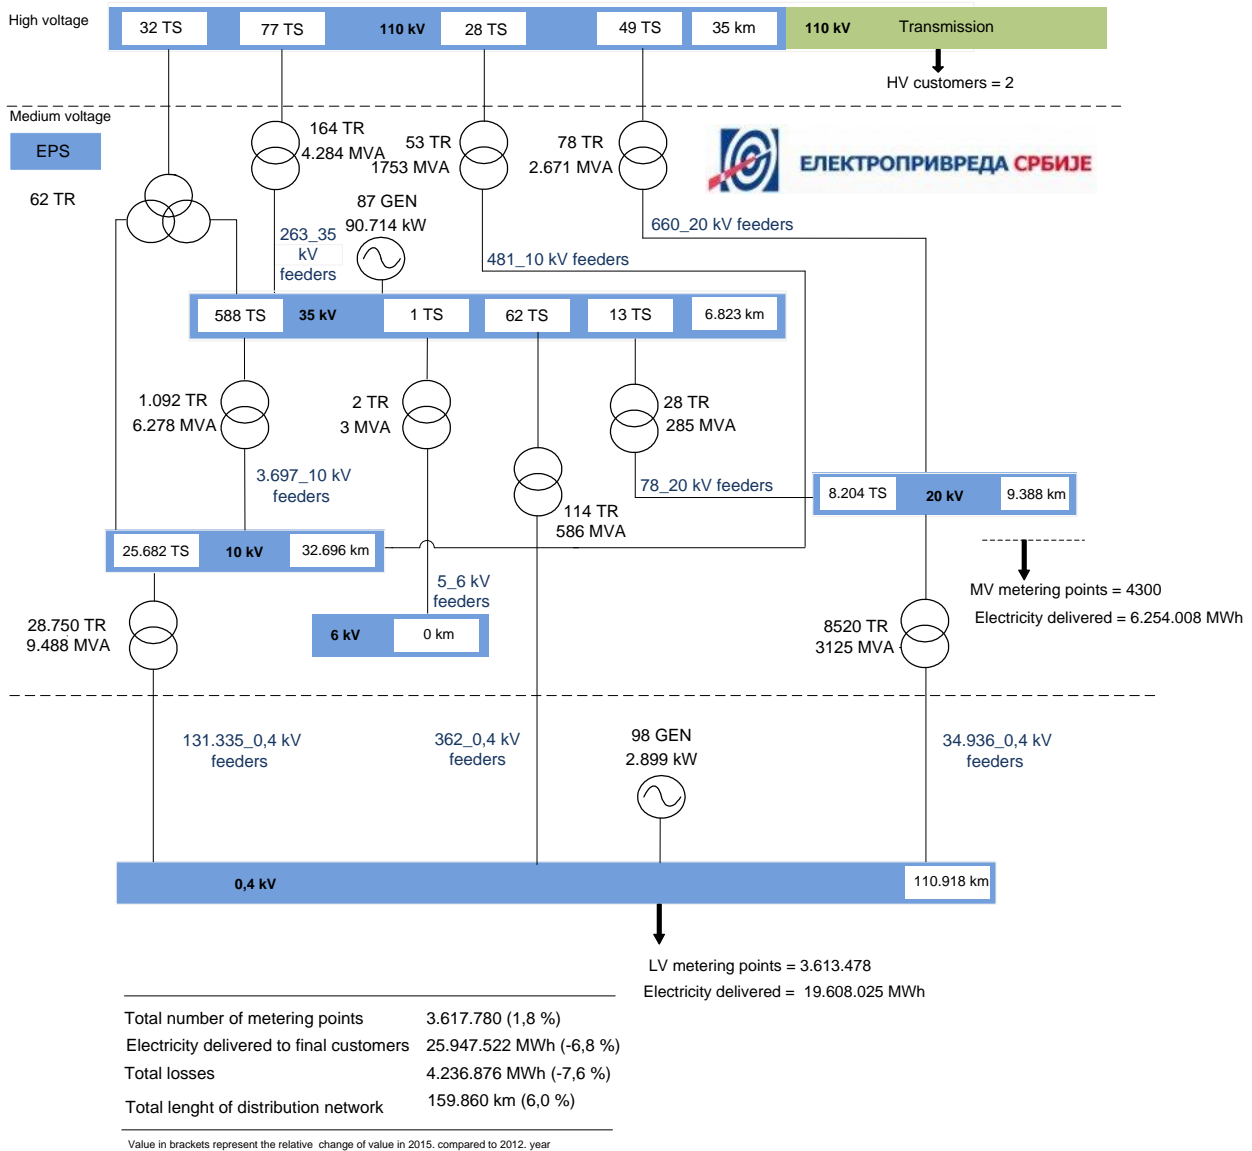 High voltage
32 TS
77 TS
110 kV
28 TS
49 TS
35 km
110 kV
Transmission
HV customers = 2
Medium voltage
EPS
62 TR
164 TR
4.284 MVA
53 TR
1753 MVA
78 TR
2.671 MVA
ЕЛЕКТРОПРИВРЕДА СРБИЈЕ
87 GEN
90.714 kW
263_35
kV
feeders
481_10 kV feeders
660_20 kV feeders
588 TS
35 kV
1 TS
62 TS
13 TS
6.823 km
1.092 TR
6.278 MVA
2 TR
3 MVA
28 TR
285 MVA
3.697_10 kV
feeders
78_20 kV feeders
114 TR
586 MVA
8.204 TS
20 kV
9.388 km
25.682 TS
10 kV
32.696 km
5_6 kV
feeders
MV metering points = 4300
Electricity delivered = 6.254.008 MWh
28.750 TR
9.488 MVA
6 kV
0 km
8520 TR
3125 MVA
131.335_0,4 kV
feeders
362_0,4 kV
feeders
98 GEN
2.899 kW
34.936_0,4 kV
feeders
0,4 kV
110.918 km
LV metering points = 3.613.478
Electricity delivered = 19.608.025 MWh
Total number of metering points 3.617.780 (1,8 %)
Electricity delivered to final customers 25.947.522 MWh (-6,8 %)
Total losses 4.236.876 MWh (-7,6 %)
Total lenght of distribution network 159.860 km (6,0 %)
Value in brackets represent the relative change of value in 2015. compared to 2012. year